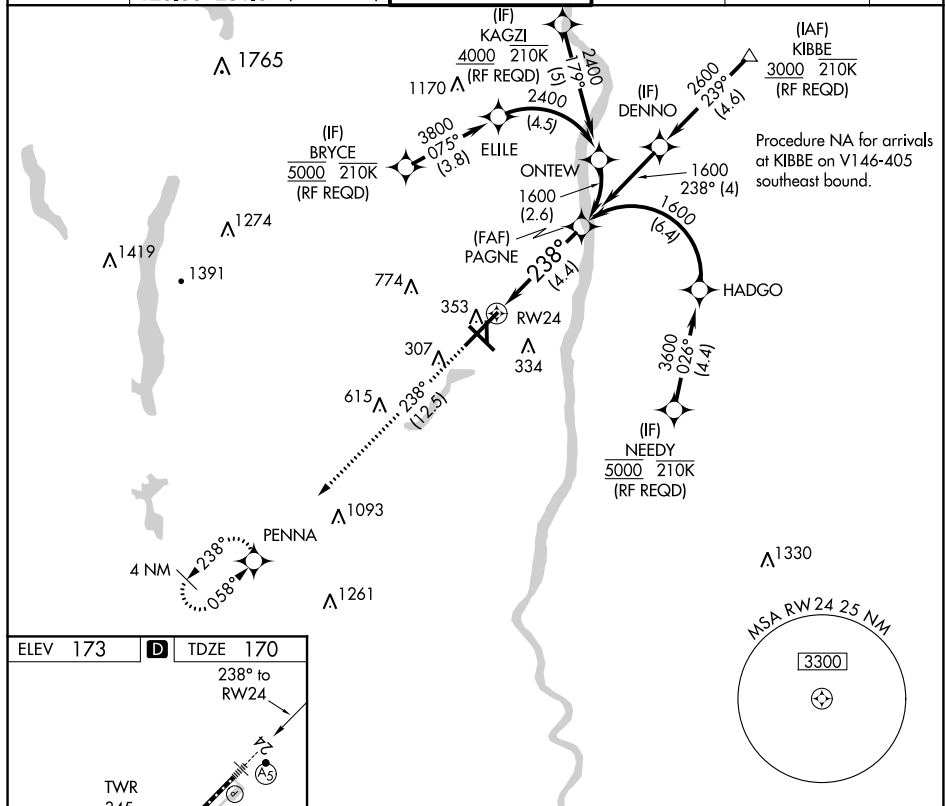 (IF)
KAGZI
4000 210K
(RF REQD)
2400
179°
(5)
(IAF)
KIBBE
3000 210K
(RF REQD)
2600
239°
(4.6)
1765
1170
2400
(4.5)
(IF)
DENNO
(IF)
BRYCE
5000 210K
(RF REQD)
3800
075°
(3.8)
ELILE
Procedure NA for arrivals
at KIBBE on V146-405
southeast bound.
ONTEW
1600
238° (4)
1600
(2.6)
1600
(6.4)
1274
(FAF)
PAGNE
1419
1391
238°
(4.4)
774
HADGO
353
RW24
307
334
3600
026°
(4.4)
615
238°
(12.5)
(IF)
NEEDY
5000 210K
(RF REQD)
1093
PENNA
238°
4 NM
058°
1330
1261
MSA RW24 25 NM
3300
ELEV 173
D
TDZE 170
238° to
RW24
24
A5
TWR